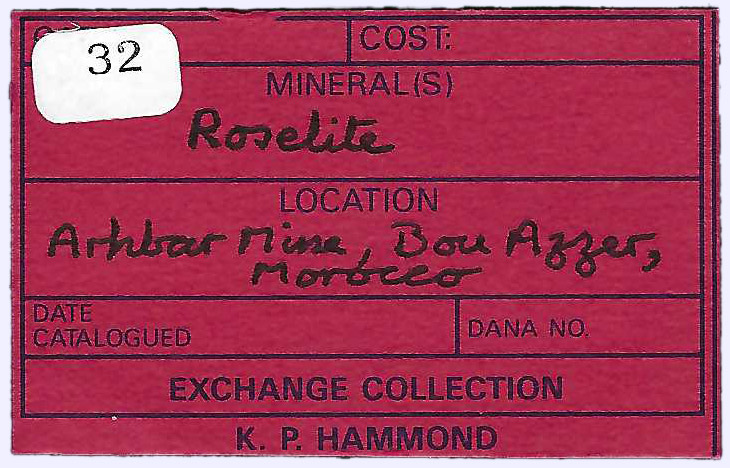 32
COST:
MINERAL(S)
Roselite
LOCATION
Arhbar Mine, Bou Azzer,
Morocco
DATE
CATALOGUED
DANA NO.
EXCHANGE COLLECTION
K. P. HAMMOND